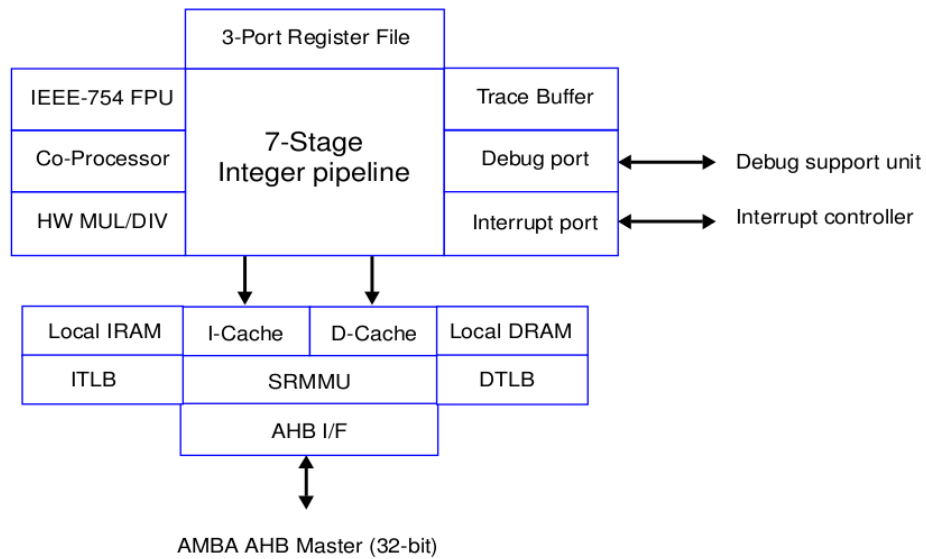 3-Port Register File
IEEE-754 FPU
7-Stage
Integer pipeline
Trace Buffer
Co-Processor
Debug port
Debug support unit
HW MUL/DIV
Interrupt port
Interrupt controller
Local IRAM
I-Cache
D-Cache
Local DRAM
ITLB
SRMMU
DTLB
AHB I/F
AMBA AHB Master (32-bit)